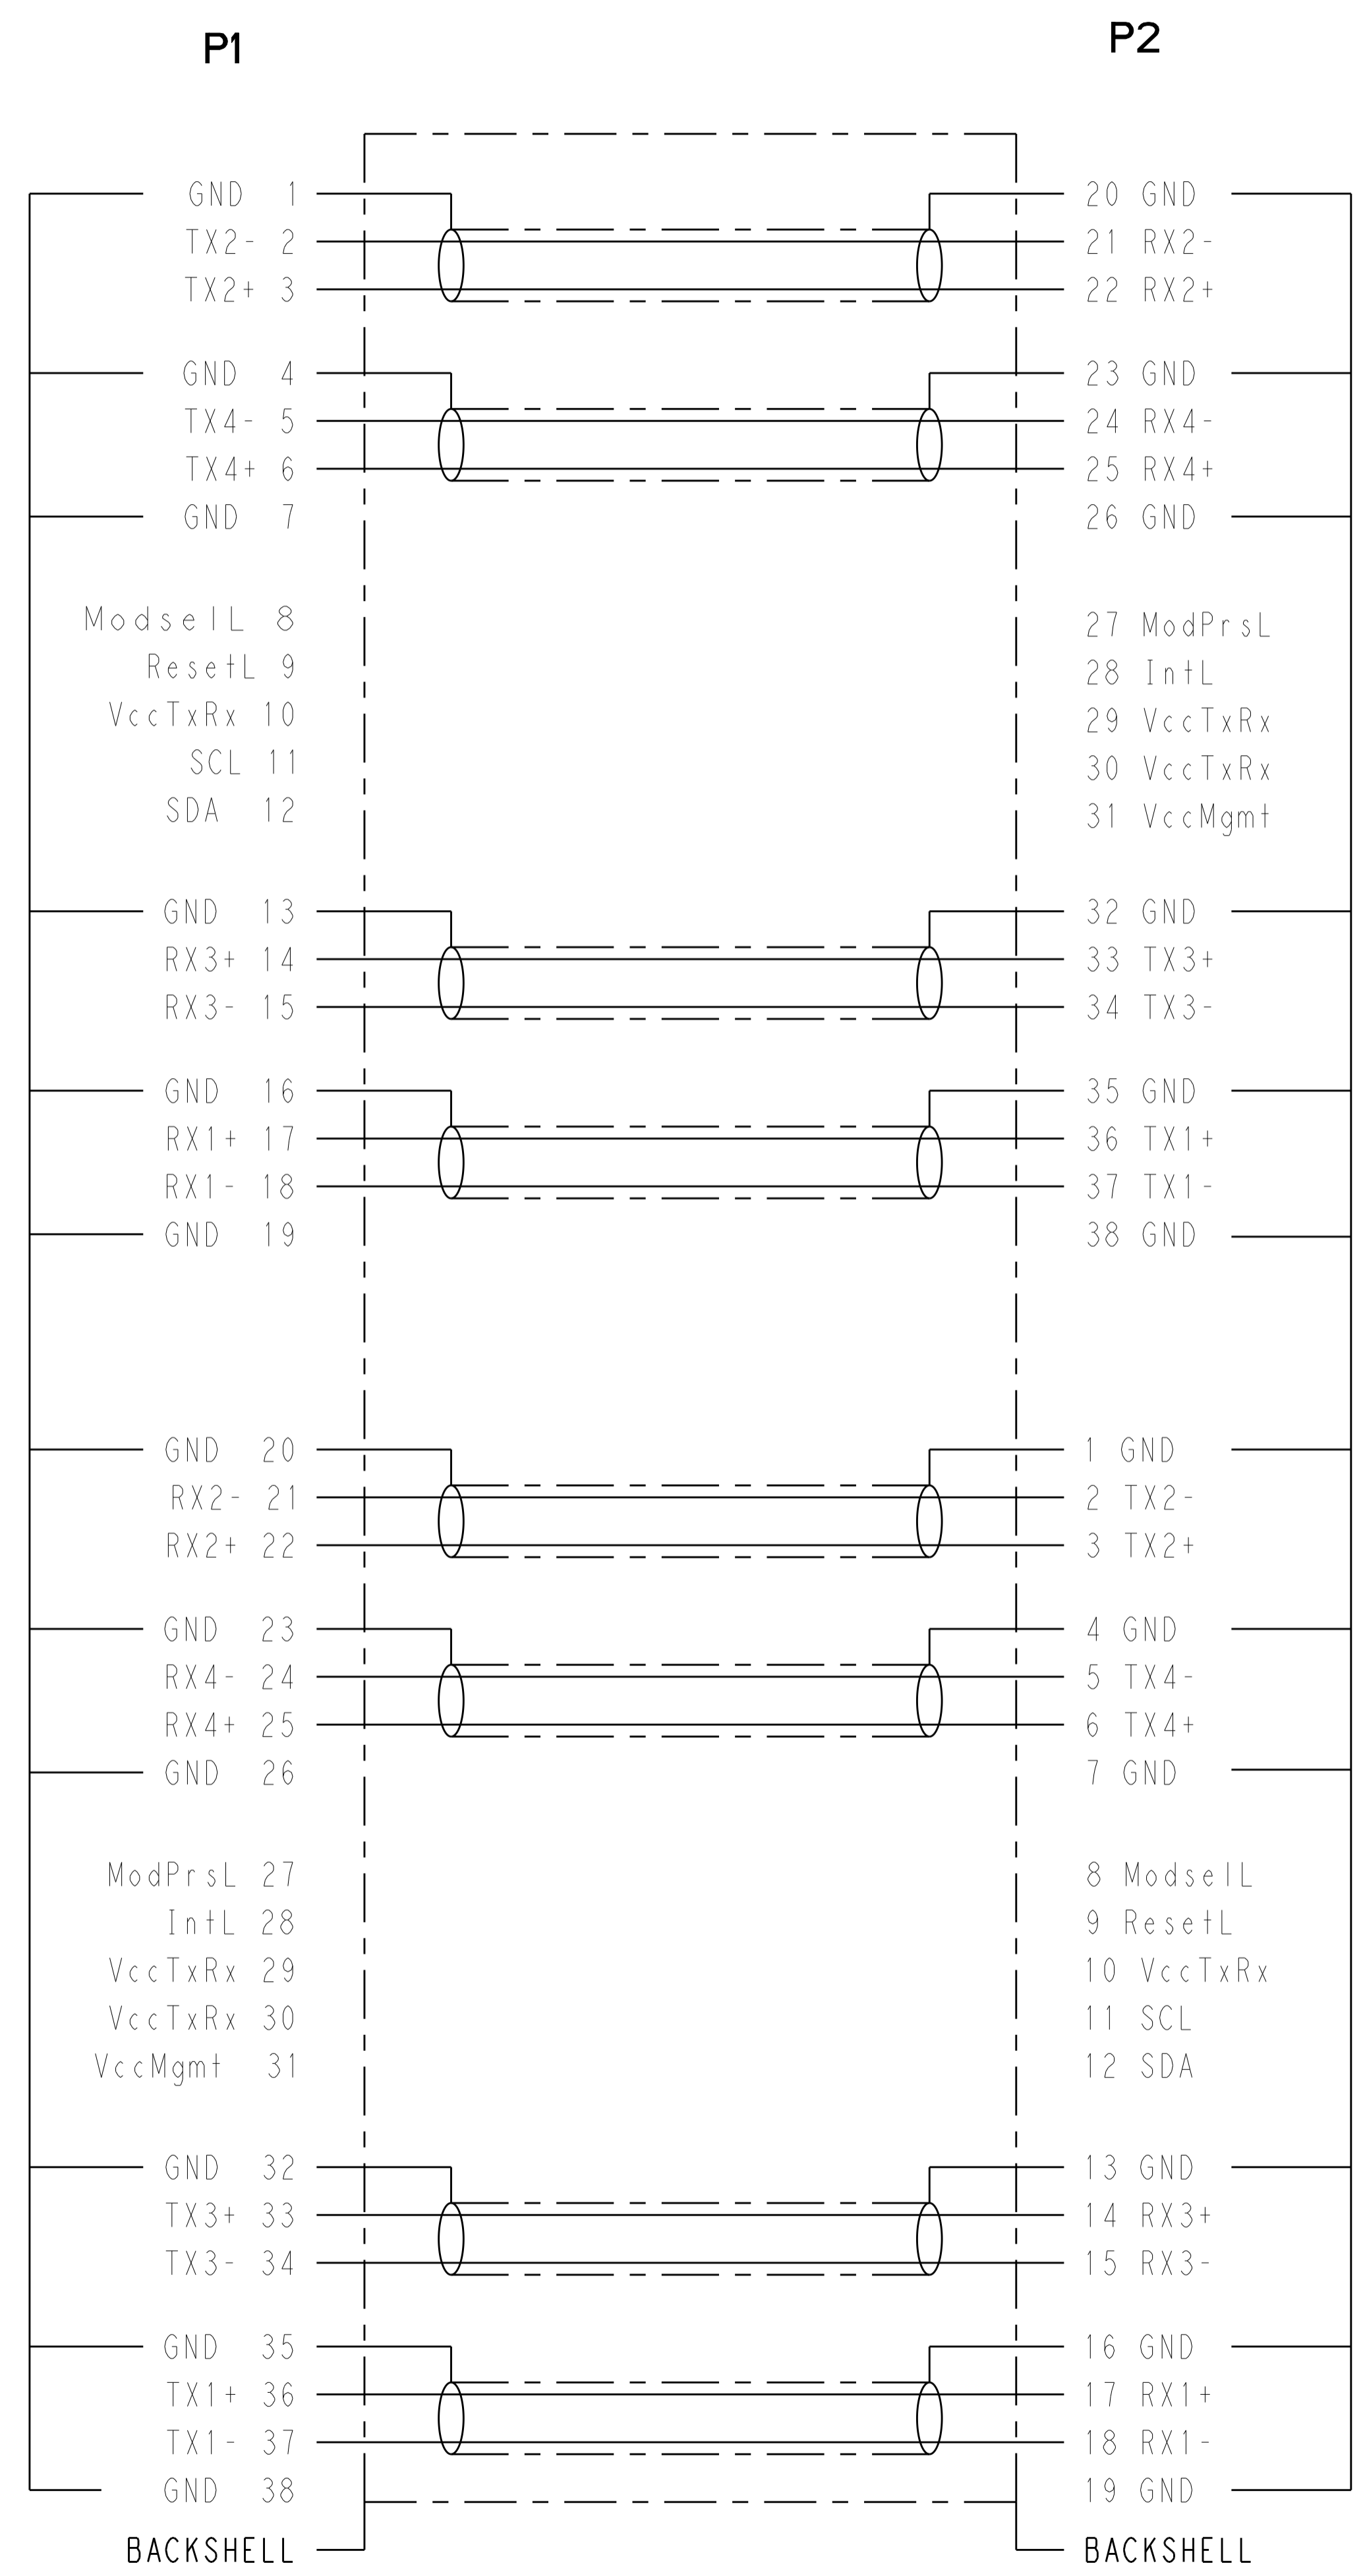 P1 P2
GND 1 20 GND
TX2- 2 21 RX2-
TX2+ 3 22 RX2+
GND 4 23 GND
TX4- 5 24 RX4-
TX4+ 6 25 RX4+
GND 7 26 GND
ModselL 8 27 ModPrsL
ResetL 9 28 IntL
VccTxRx 10 29 VccTxRx
SCL 11 30 VccTxRx
SDA 12 31 VccMgmt
GND 13 32 GND
RX3+ 14 33 TX3+
RX3- 15 34 TX3-
GND 16 35 GND
RX1+ 17 36 TX1+
RX1- 18 37 TX1-
GND 19 38 GND
GND 20 1 GND
RX2- 21 2 TX2-
RX2+ 22 3 TX2+
GND 23 4 GND
RX4- 24 5 TX4-
RX4+ 25 6 TX4+
GND 26 7 GND
ModPrsL 27 8 ModselL
IntL 28 9 ResetL
VccTxRx 29 10 VccTxRx
VccTxRx 30 11 SCL
VccMgmt 31 12 SDA
GND 32 13 GND
TX3+ 33 14 RX3+
TX3- 34 15 RX3-
GND 35 16 GND
TX1+ 36 17 RX1+
TX1- 37 18 RX1-
GND 38 19 GND
BACKSHELL BACKSHELL